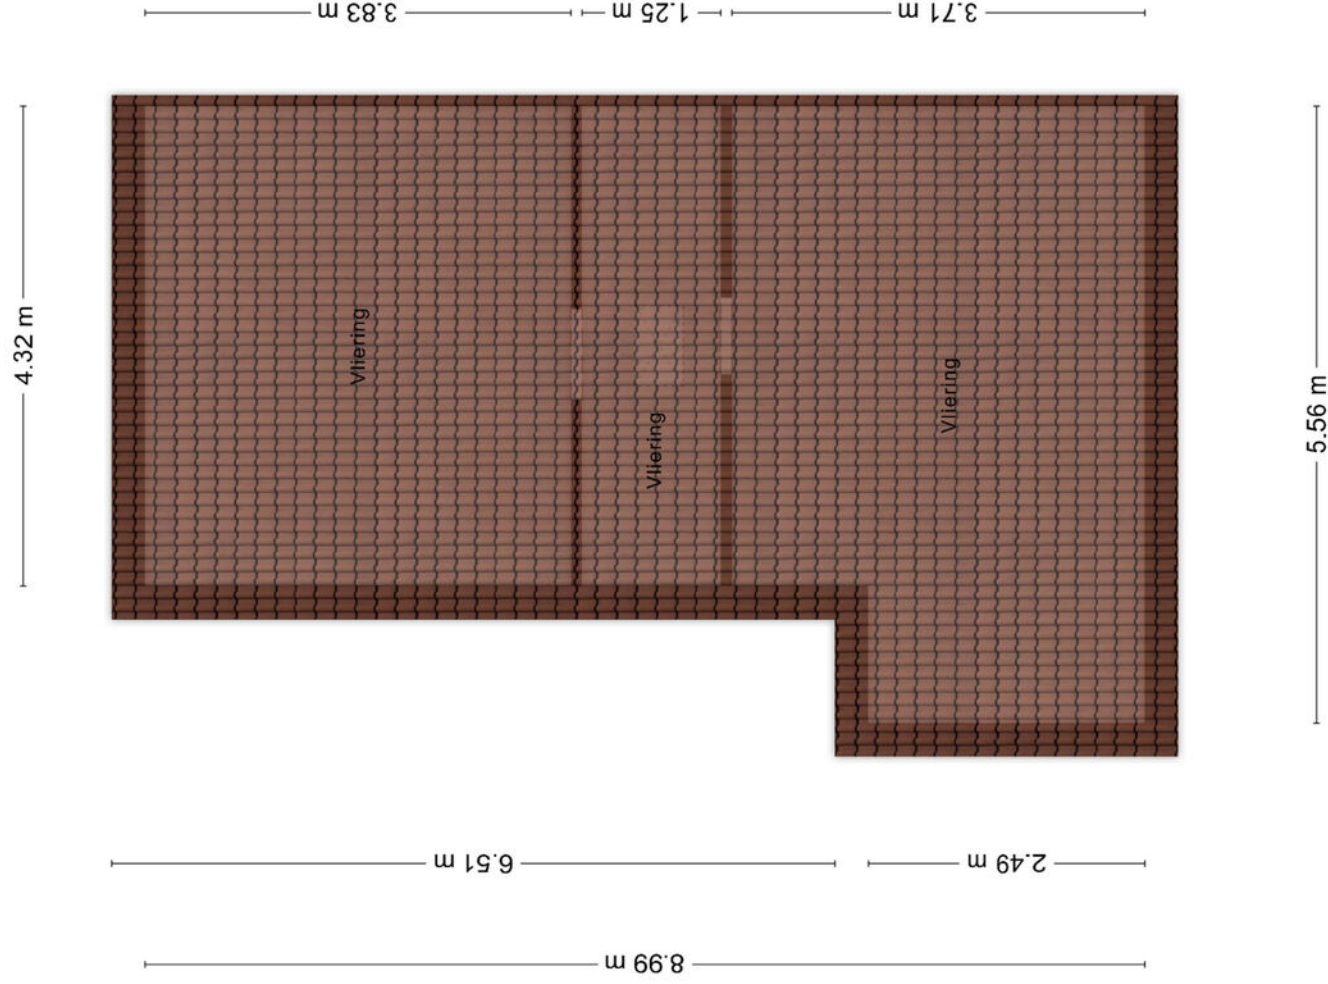 3.83 m
1.25 m
3.71 m
4.32 m
5.56 m
Vliering
Vliering
Vliering
6.51 m
2.49 m
8.99 m